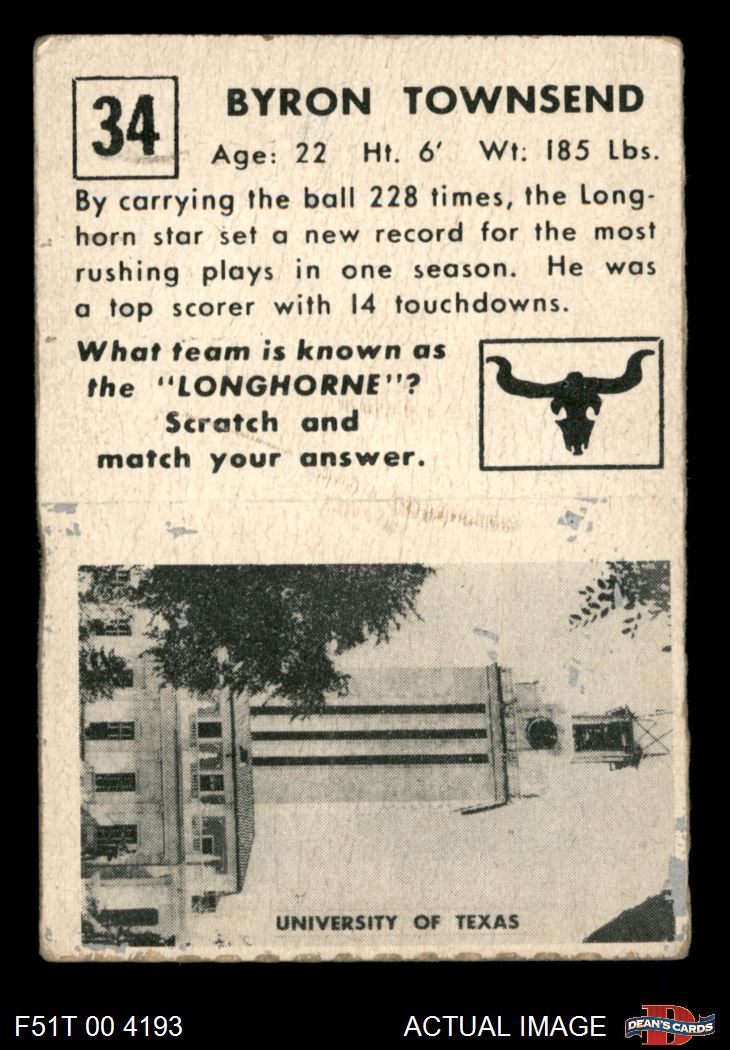 34
BYRON TOWNSEND
Age: 22 Ht. 6' Wt: 185 Lbs.
By carrying the ball 228 times, the Long-
horn star set a new record for the most
rushing plays in one season. He was
a top scorer with 14 touchdowns.
What team is known as
the "LONGHORNE"?
Scratch and
match your answer.
UNIVERSITY OF TEXAS
F51T 00 4193
ACTUAL IMAGE
D
DEAN'S CARDS